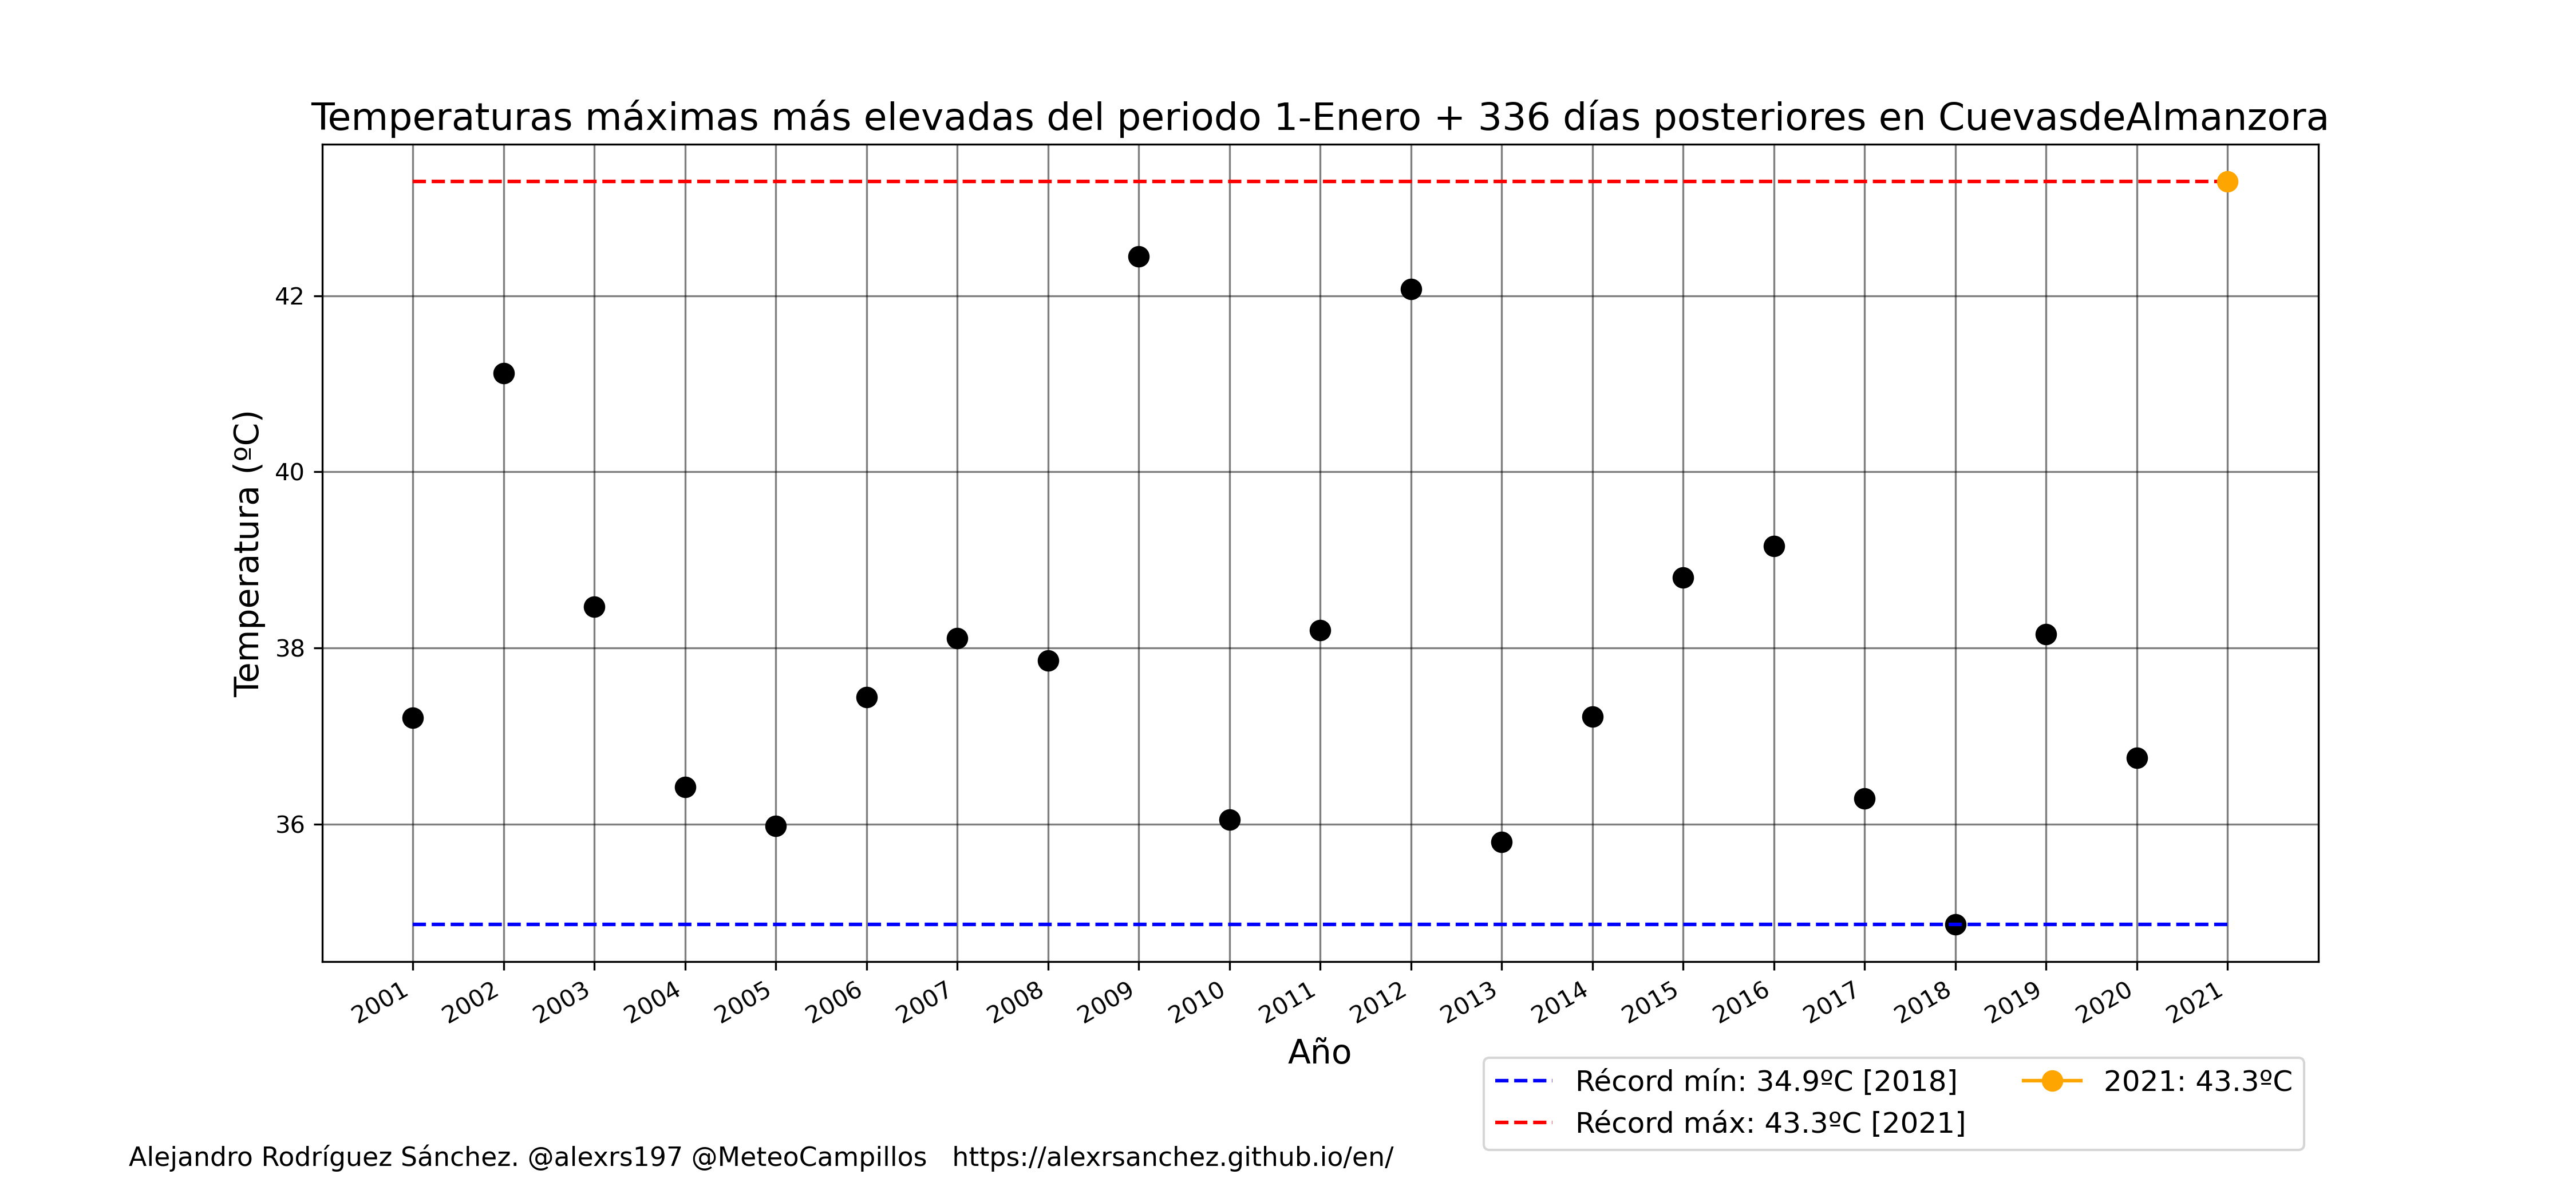 Temperaturas máximas más elevadas del periodo 1-Enero + 336 días posteriores en CuevasdeAlmanzora
Temperatura (ºC)
42
40
38
36
2001 2002 2003 2004 2005 2006 2007 2008 2009 2010 2011 2012 2013 2014 2015 2016 2017 2018 2019 2020 2021
Año
Récord mín: 34.9ºC [2018]
Récord máx: 43.3ºC [2021]
2021: 43.3ºC
Alejandro Rodríguez Sánchez. @alexrs197 @MeteoCampillos https://alexrsanchez.github.io/en/